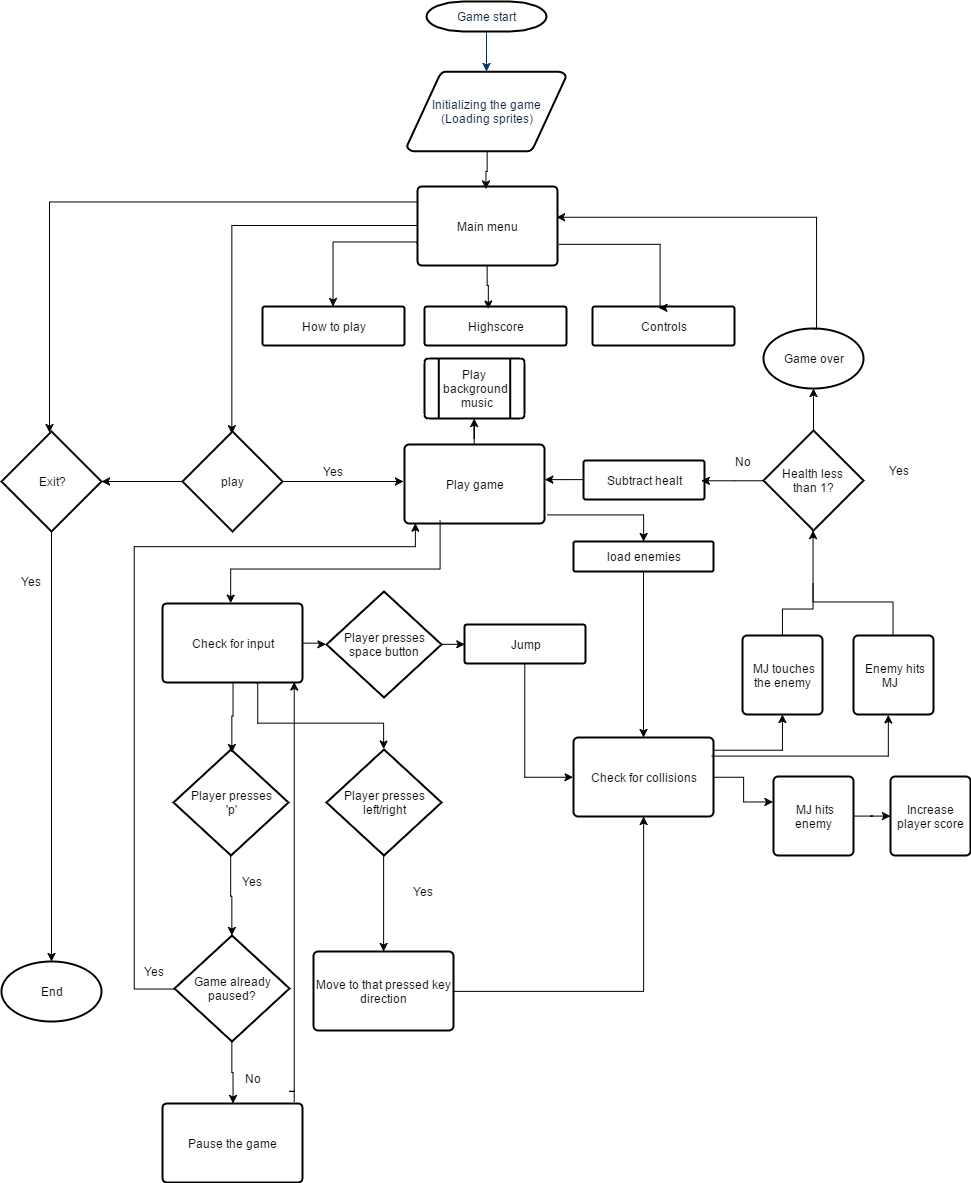 Game start
Initializing the game
(Loading sprites)
Main menu
How to play
Highscore
Controls
Game over
Play
background
music
Exit?
play
Yes
Play game
Subtract healt
No
Health less
than 1?
Yes
load enemies
Yes
Check for input
Player presses
space button
Jump
MJ touches
the enemy
Enemy hits
MJ
Check for collisions
Player presses
'p'
Player presses
left/right
MJ hits
enemy
Increase
player score
Yes
Yes
Yes
End
Game already
paused?
Move to that pressed key
direction
No
Pause the game